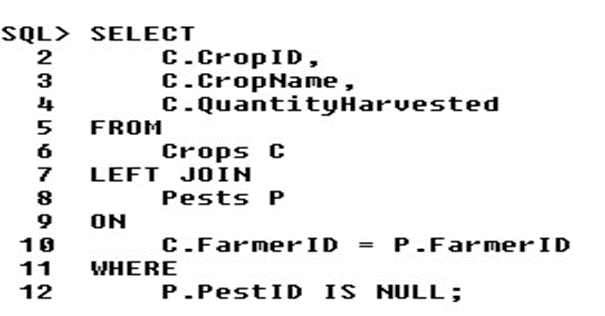 SQL> SELECT
2 C.CropID,
3 C.CropName,
4 C.QuantityHarvested
5 FROM
6 Crops C
7 LEFT JOIN
8 Pests P
9 ON
10 C.FarmerID = P.FarmerID
11 WHERE
12 P.PestID IS NULL;